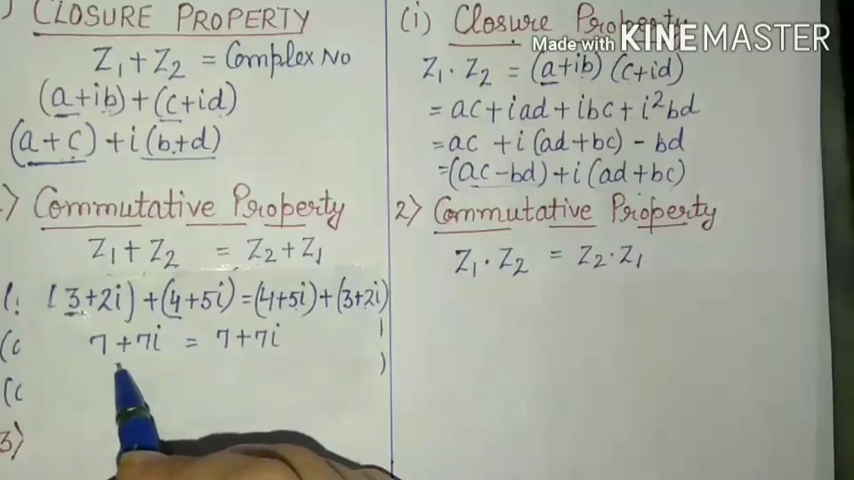 ) CLOSURE PROPERTY
Z₁ + Z₂ = Complex No
(a+ib)+(c+id)
(a+c)+i(b+d)
) Commutative Property
Z₁+Z₂ = Z₂+Z₁
(3+2i)+(4+5i)=(4+5i)+(3+2i)
7+7i = 7+7i
3)
(i) Closure Property
Made with KINEMASTER
Z₁·Z₂ = (a+ib)(c+id)
= ac+iad+ibc+i²bd
= ac +i(ad+bc)-bd
=(ac-bd)+i(ad+bc)
2) Commutative Property
Z₁·Z₂ = Z₂·Z₁